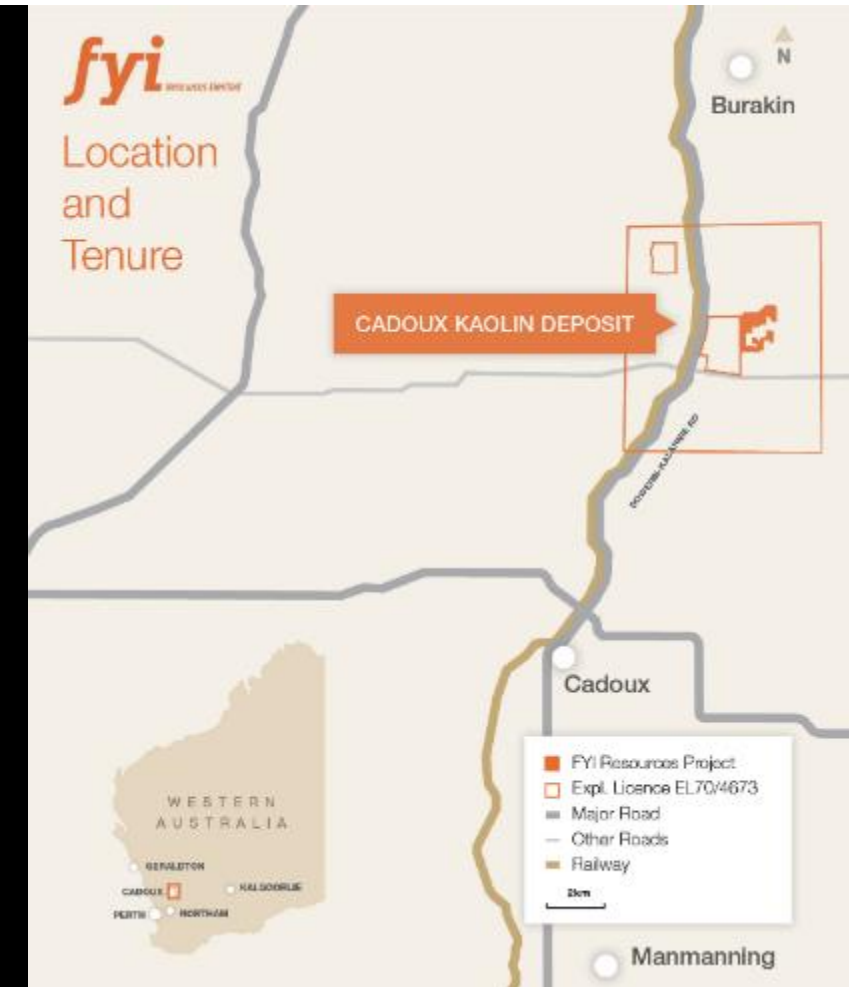 fyi
Location
and
Tenure
N
Burakin
CADOUX KAOLIN DEPOSIT
Cadoux
WESTERN
AUSTRALIA
GERALDTON
CADOUX
KALGOORLIE
PERTH
NORTHAM
FYI Resources Project
Expl. Licence EL70/4673
Major Road
Other Roads
Railway
2km
Manmanning